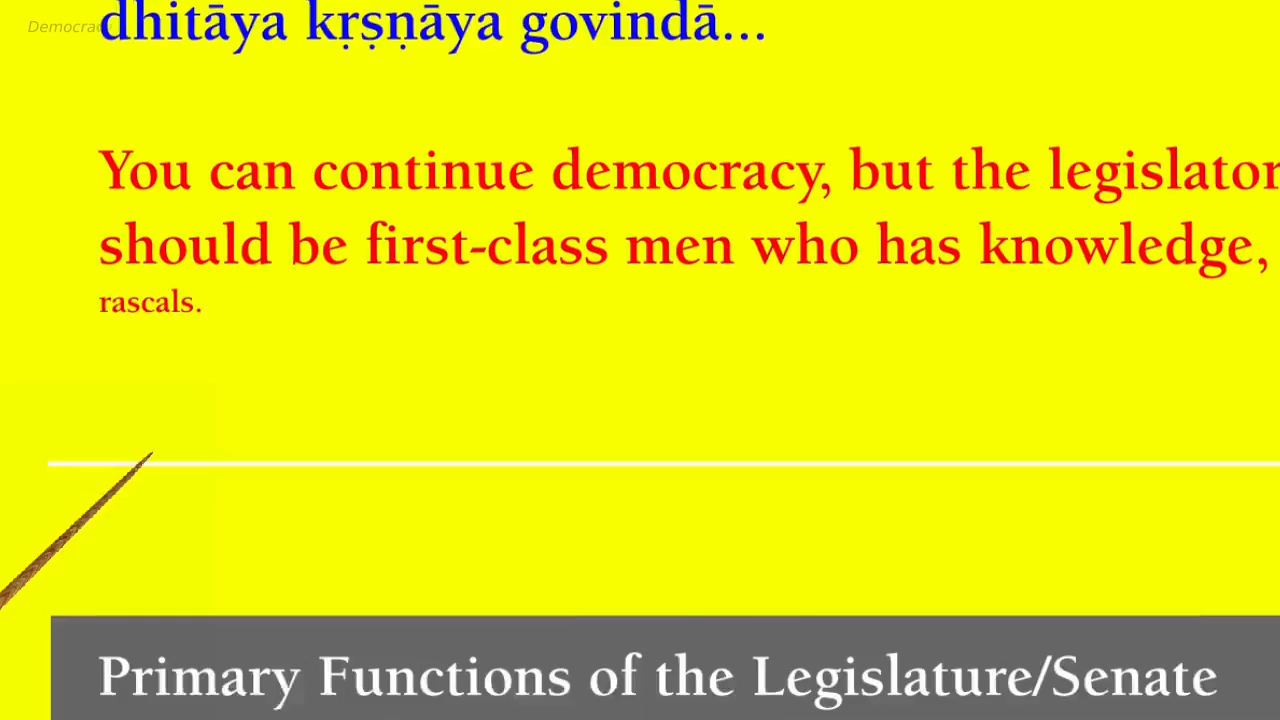 dhitāya kṛṣṇāya govindā...
You can continue democracy, but the legislator
should be first-class men who has knowledge,
rascals.
Primary Functions of the Legislature/Senate